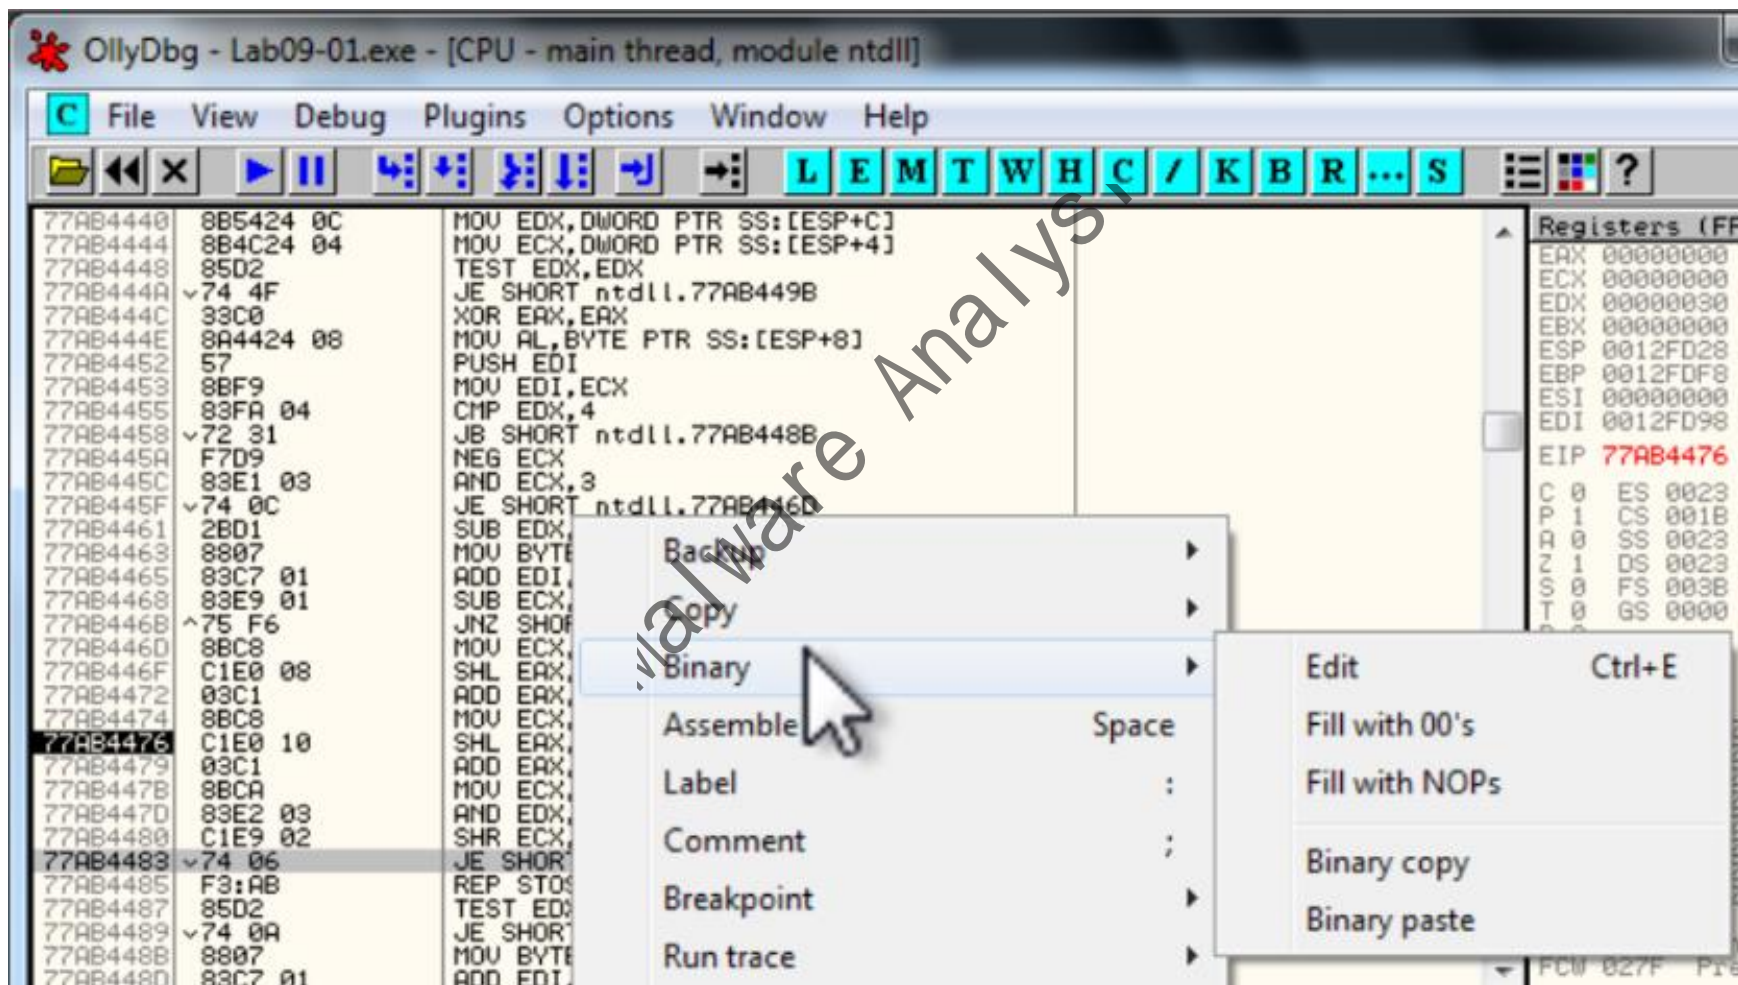 OllyDbg - Lab09-01.exe - [CPU - main thread, module ntdll]
C File View Debug Plugins Options Window Help
L E M T W H C / K B R ... S ?
77AB4440 8B5424 0C MOV EDX,DWORD PTR SS:[ESP+C]
77AB4444 8B4C24 04 MOV ECX,DWORD PTR SS:[ESP+4]
77AB4448 85D2 TEST EDX,EDX
77AB444A 74 4F JE SHORT ntdll.77AB449B
77AB444C 33C0 XOR EAX,EAX
77AB444E 8A4424 08 MOV AL,BYTE PTR SS:[ESP+8]
77AB4452 57 PUSH EDI
77AB4453 8BF9 MOV EDI,ECX
77AB4455 83FA 04 CMP EDX,4
77AB4458 72 31 JB SHORT ntdll.77AB448B
77AB445A F7D9 NEG ECX
77AB445C 83E1 03 AND ECX,3
77AB445F 74 0C JE SHORT ntdll.77AB446D
77AB4461 2BD1 SUB EDX,
77AB4463 8807 MOV BYTE
77AB4465 83C7 01 ADD EDI,
77AB4468 83E9 01 SUB ECX,
77AB446B ^75 F6 JNZ SHOR
77AB446D 8BC8 MOV ECX,
77AB446F C1E0 08 SHL EAX,
77AB4472 03C1 ADD EAX,
77AB4474 8BC8 MOV ECX,
77AB4476 C1E0 10 SHL EAX,
77AB4479 03C1 ADD EAX,
77AB447B 8BCA MOV ECX,
77AB447D 83E2 03 AND EDX,
77AB4480 C1E9 02 SHR ECX,
77AB4483 74 06 JE SHORT
77AB4485 F3:AB REP STOS
77AB4487 85D2 TEST EDX
77AB4489 74 0A JE SHORT
77AB448B 8807 MOV BYTE
77AB448D 83C7 01 ADD EDI,
Malware Analysi
Backup
Copy
Binary
Assemble Space
Label :
Comment ;
Breakpoint
Run trace
Edit Ctrl+E
Fill with 00's
Fill with NOPs
Binary copy
Binary paste
Registers (FP
EAX 00000000
ECX 00000000
EDX 00000030
EBX 00000000
ESP 0012FD28
EBP 0012FDF8
ESI 00000000
EDI 0012FD98
EIP 77AB4476
C 0 ES 0023
P 1 CS 001B
A 0 SS 0023
Z 1 DS 0023
S 0 FS 003B
T 0 GS 0000
FCW 027F Pre